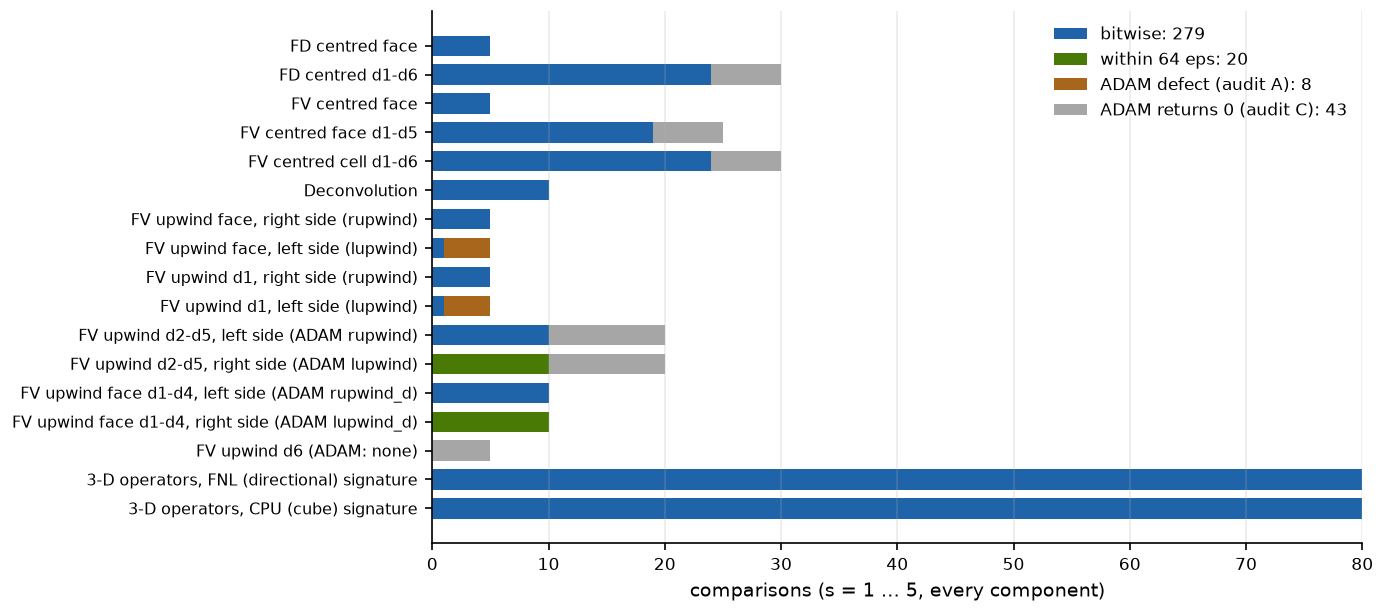 bitwise: 279
within 64 eps: 20
ADAM defect (audit A): 8
ADAM returns 0 (audit C): 43
FD centred face
FD centred d1-d6
FV centred face
FV centred face d1-d5
FV centred cell d1-d6
Deconvolution
FV upwind face, right side (rupwind)
FV upwind face, left side (lupwind)
FV upwind d1, right side (rupwind)
FV upwind d1, left side (lupwind)
FV upwind d2-d5, left side (ADAM rupwind)
FV upwind d2-d5, right side (ADAM lupwind)
FV upwind face d1-d4, left side (ADAM rupwind_d)
FV upwind face d1-d4, right side (ADAM lupwind_d)
FV upwind d6 (ADAM: none)
3-D operators, FNL (directional) signature
3-D operators, CPU (cube) signature
0 10 20 30 40 50 60 70 80
comparisons (s = 1 ... 5, every component)